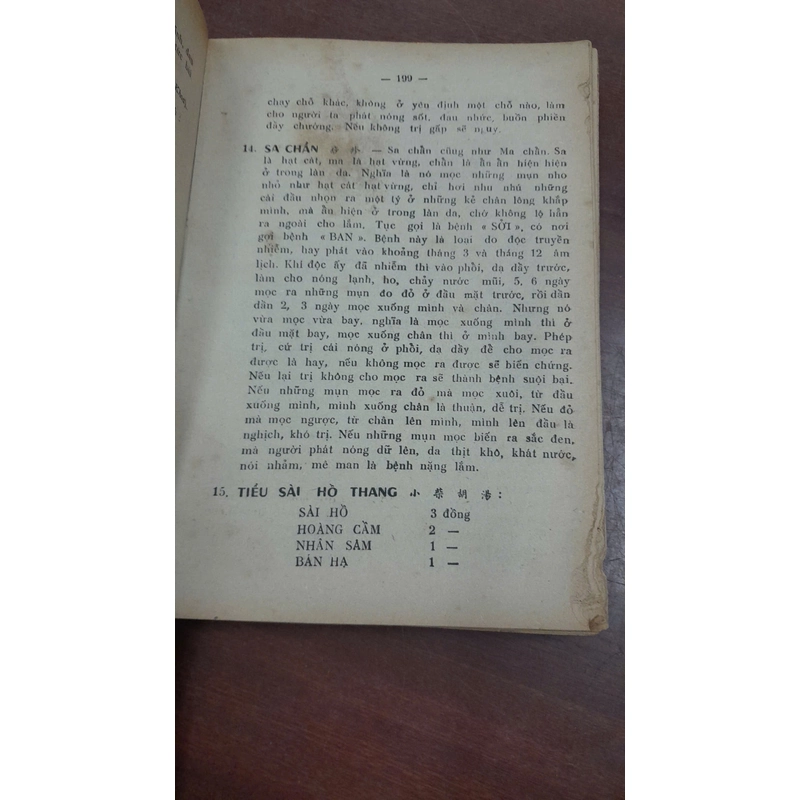 — 199 —
chạy chỗ khác, không ở yên định một chỗ nào, làm
cho người ta phát nóng sốt, đau nhức, buồn phiền
đầy chướng. Nếu không trị gấp sẽ nguy.
14. SA CHẨN — Sa chẩn cũng như Ma chẩn. Sa
là hạt cát, ma là hạt vừng, chẩn là ẩn ẩn hiện hiện
ở trong làn da. Nghĩa là nó mọc những mụn nho
nhỏ như hạt cát hạt vừng, chỉ hơi nhu nhú những
cái đầu nhọn ra một tý ở những kẽ chân lông khắp
mình, mà ẩn hiện ở trong làn da, chớ không lộ hẳn
ra ngoài cho lắm, Tục gọi là bệnh « SỞI », có nơi
gọi bệnh « BAN ». Bệnh này là loại do độc truyền
nhiễm, hay phát vào khoảng tháng 3 và tháng 12 âm
lịch. Khí độc ấy đã nhiễm thì vào phổi, dạ dầy trước,
làm cho nóng lạnh, ho, chảy nước mũi, 5, 6 ngày
mọc ra những mụn đo đỏ ở đầu mặt trước, rồi dần
dần 2, 3 ngày mọc xuống mình và chân. Nhưng nó
vừa mọc vừa bay, nghĩa là mọc xuống mình thì ở
đầu mặt bay, mọc xuống chân thì ở mình bay. Phép
trị, cứ trị cái nóng ở phổi, dạ dầy để cho mọc ra
được là hay, nếu không mọc ra được sẽ biến chứng.
Nếu lại trị không cho mọc ra sẽ thành bệnh suội bại.
Nếu những mụn mọc ra đỏ mà mọc xuôi, từ đầu
xuống mình, mình xuống chân là thuận, dễ trị. Nếu đỏ
mà mọc ngược, từ chân lên mình, mình lên đầu là
nghịch, khó trị. Nếu những mụn mọc biến ra sắc đen.
mà người phát nóng dữ lên, da thịt khô, khát nước,
nói nhảm, mê man là bệnh nặng lắm.
15. TIỂU SÀI HỒ THANG 小 柴 胡 湯 :
SÀI HỒ 3 đồng
HOÀNG CẦM 2 —
NHÂN SÂM 1 —
BÁN HẠ 1 —